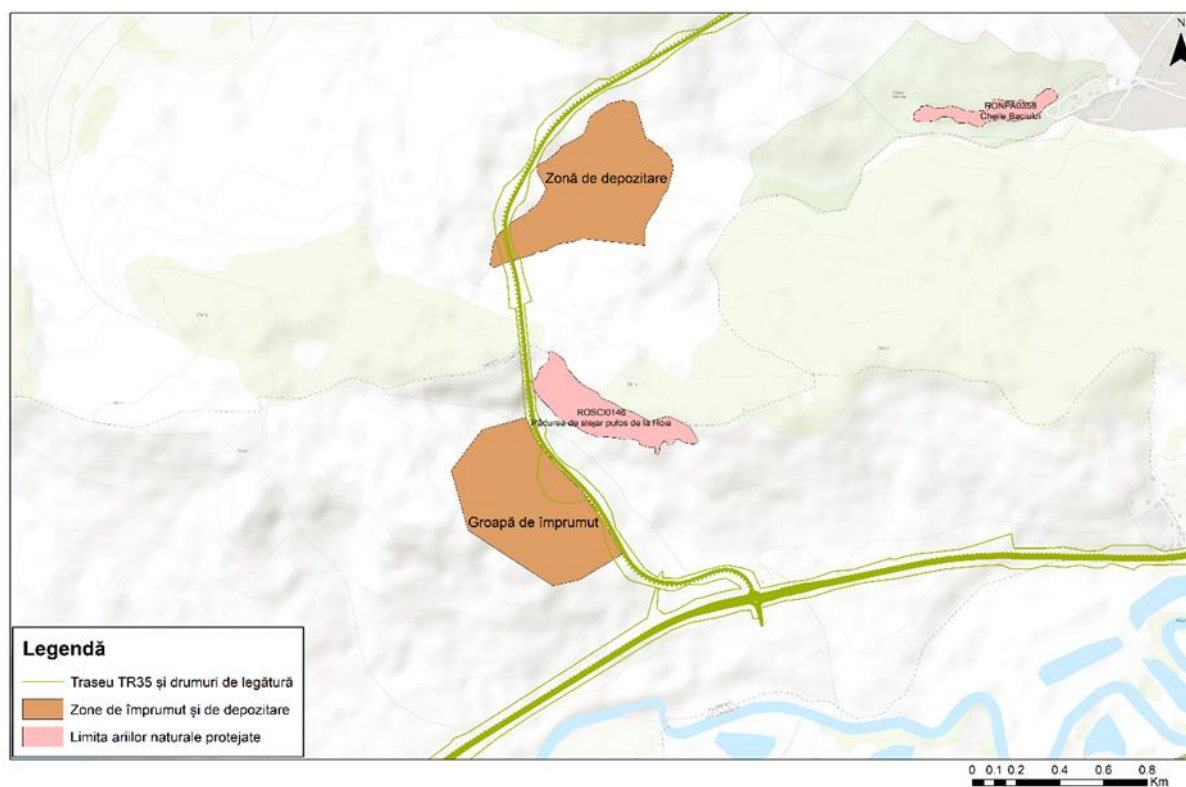 N
RONPA0358
Cheile Baciului
Zonă de depozitare
ROSCI0146
Pădurea de stejar pufos de la Hoia
Groapă de împrumut
Legendă
Traseu TR35 și drumuri de legătură
Zone de împrumut și de depozitare
Limita ariilor naturale protejate
0 0.1 0.2 0.4 0.6 0.8
Km